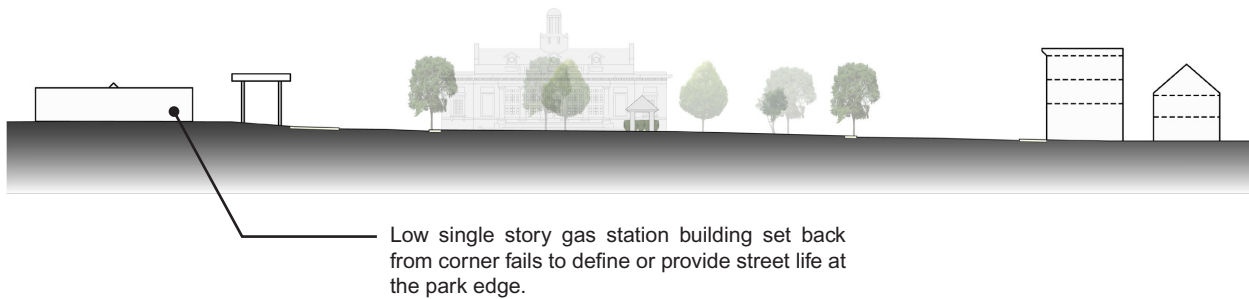 Low single story gas station building set back
from corner fails to define or provide street life at
the park edge.